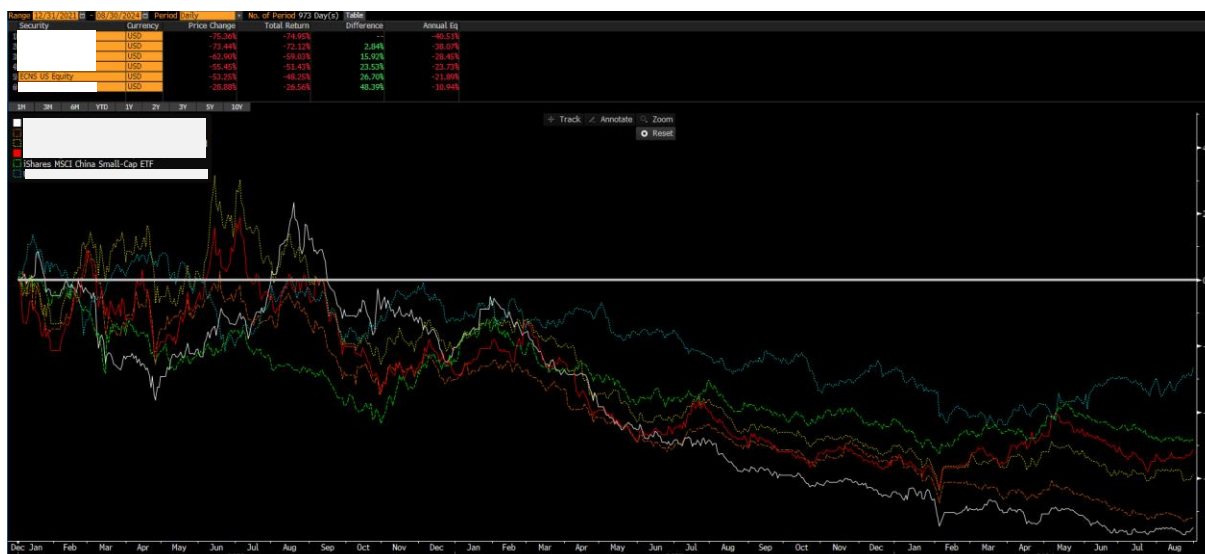 Range 12/31/2021 - 08/30/2024 Period Daily No. of Period 973 Day(s) Table
Security Currency Price Change Total Return Difference Annual Eq
1 USD -75.36% -74.95% -- -40.51%
2 USD -73.44% -72.12% 2.84% -38.07%
3 USD -62.90% -59.03% 15.92% -28.45%
4 USD -55.45% -51.43% 23.53% -23.73%
5 ECNS US Equity USD -53.25% -48.25% 26.70% -21.89%
6 USD -28.88% -26.56% 48.39% -10.94%
1M 3M 6M YTD 1Y 2Y 3Y 5Y 10Y
Track Annotate Zoom
Reset
iShares MSCI China Small-Cap ETF
Dec Jan Feb Mar Apr May Jun Jul Aug Sep Oct Nov Dec Jan Feb Mar Apr May Jun Jul Aug Sep Oct Nov Dec Jan Feb Mar Apr May Jun Jul Aug